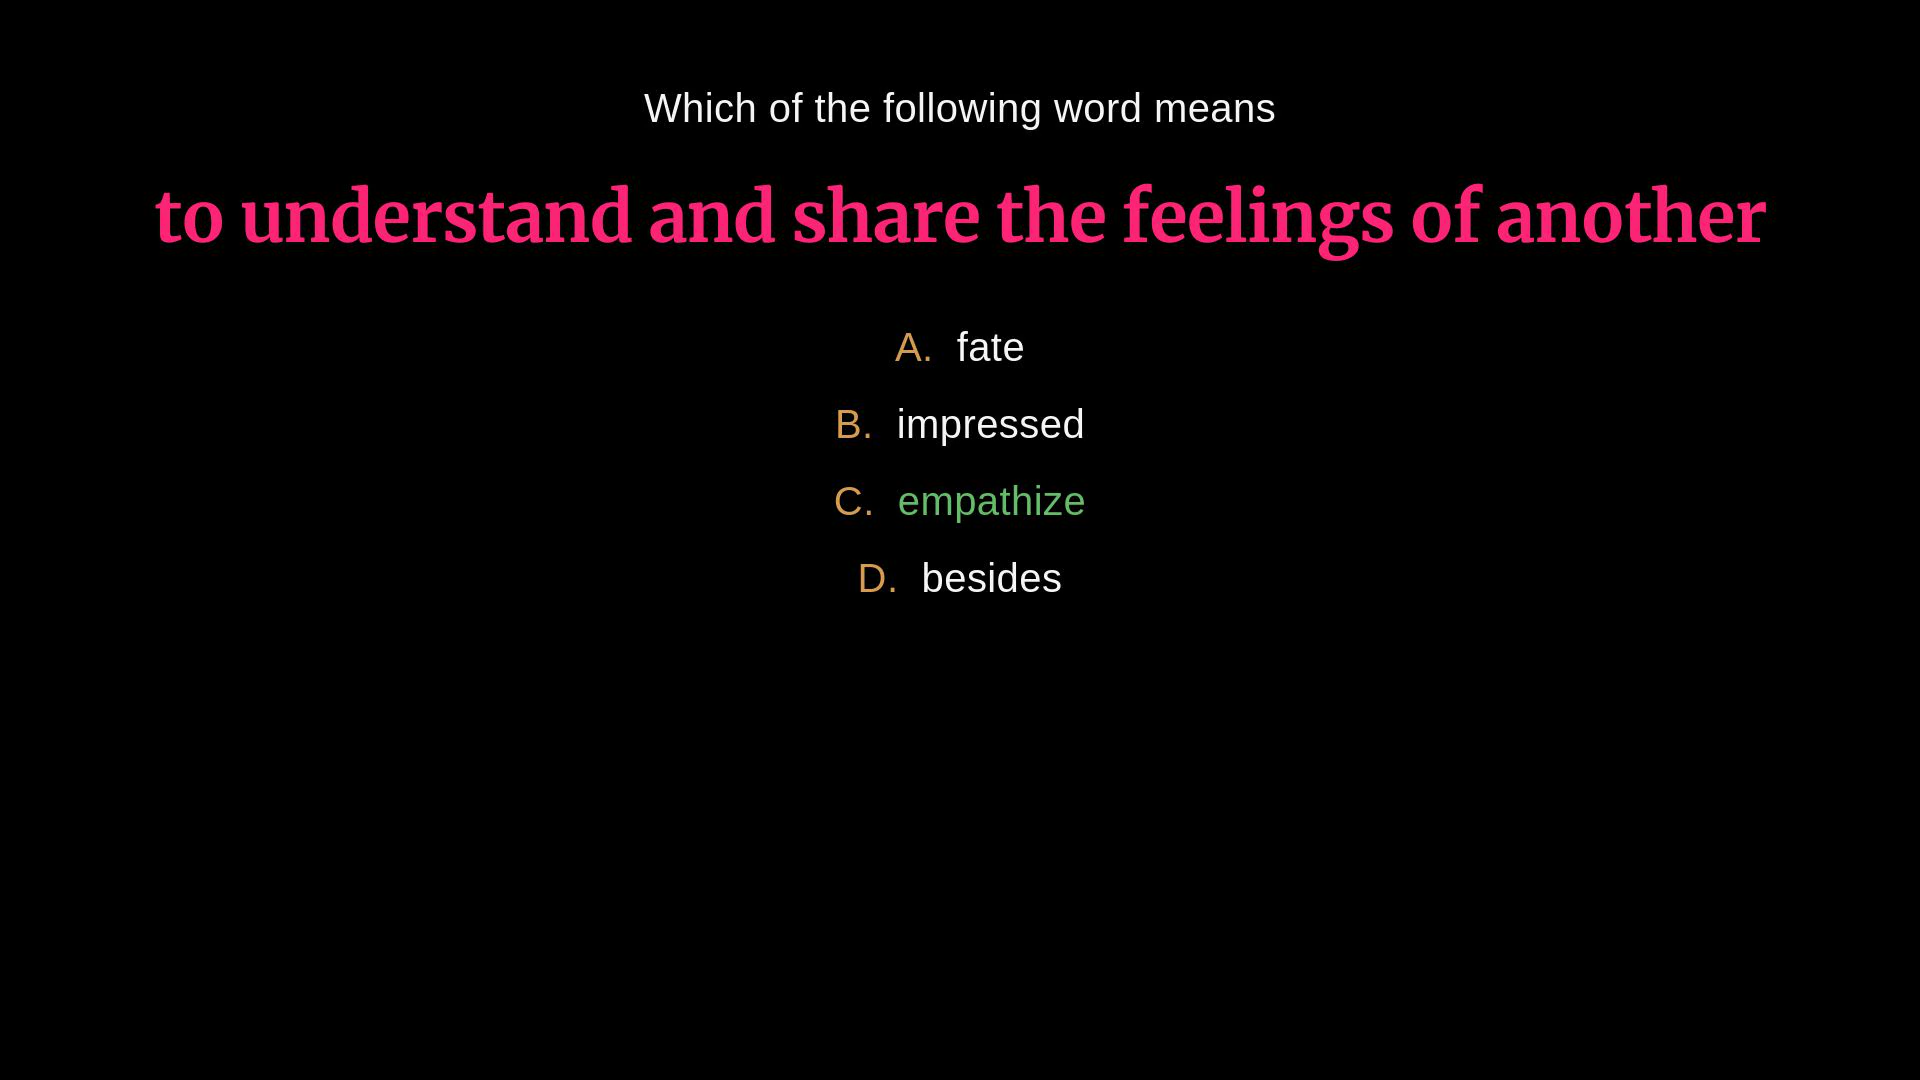 Which of the following word means
to understand and share the feelings of another
A. fate
B. impressed
C. empathize
D. besides